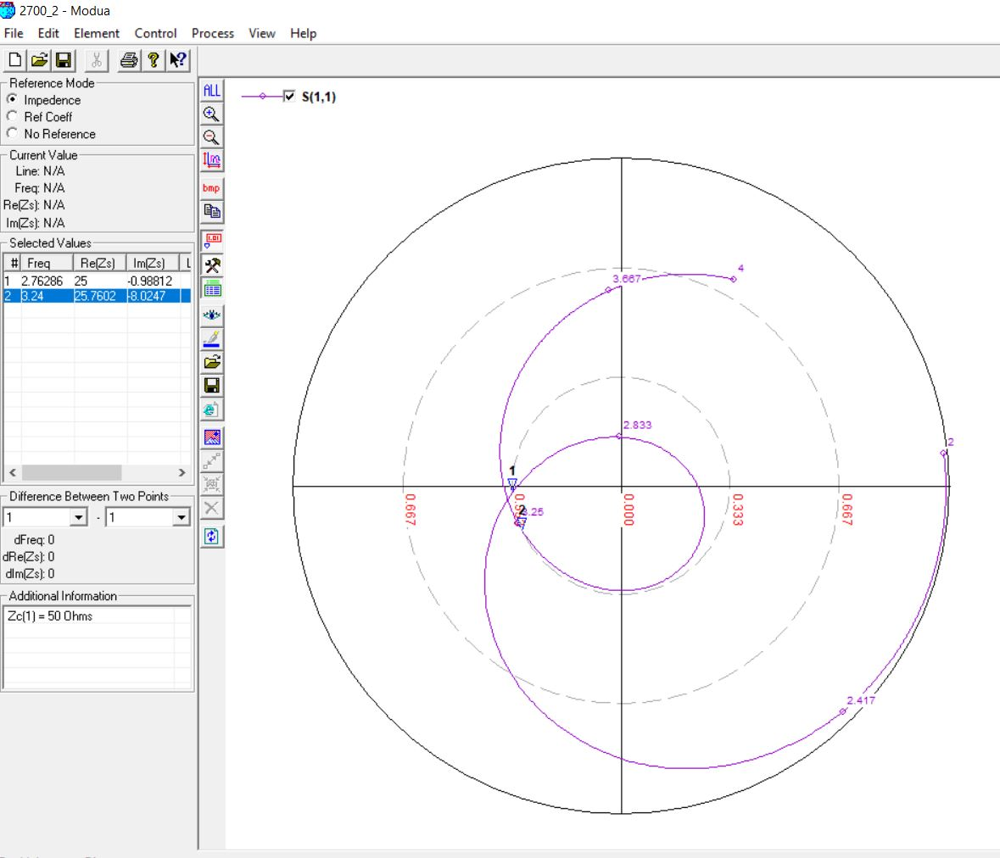 2700_2 - Modua
File Edit Element Control Process View Help
Reference Mode
Impedence
Ref Coeff
No Reference
Current Value
Line: N/A
Freq: N/A
Re(Zs): N/A
Im(Zs): N/A
Selected Values
# Freq Re(Zs) Im(Zs) L
1 2.76286 25 -0.98812
2 3.24 25.7602 -8.0247
Difference Between Two Points
1 - 1
dFreq: 0
dRe(Zs): 0
dIm(Zs): 0
Additional Information
Zc(1) = 50 Ohms
ALL
bmp
S(1,1)
4
3.667
2.833
2
1
0.667
0.000
0.333
0.667
2
2.417